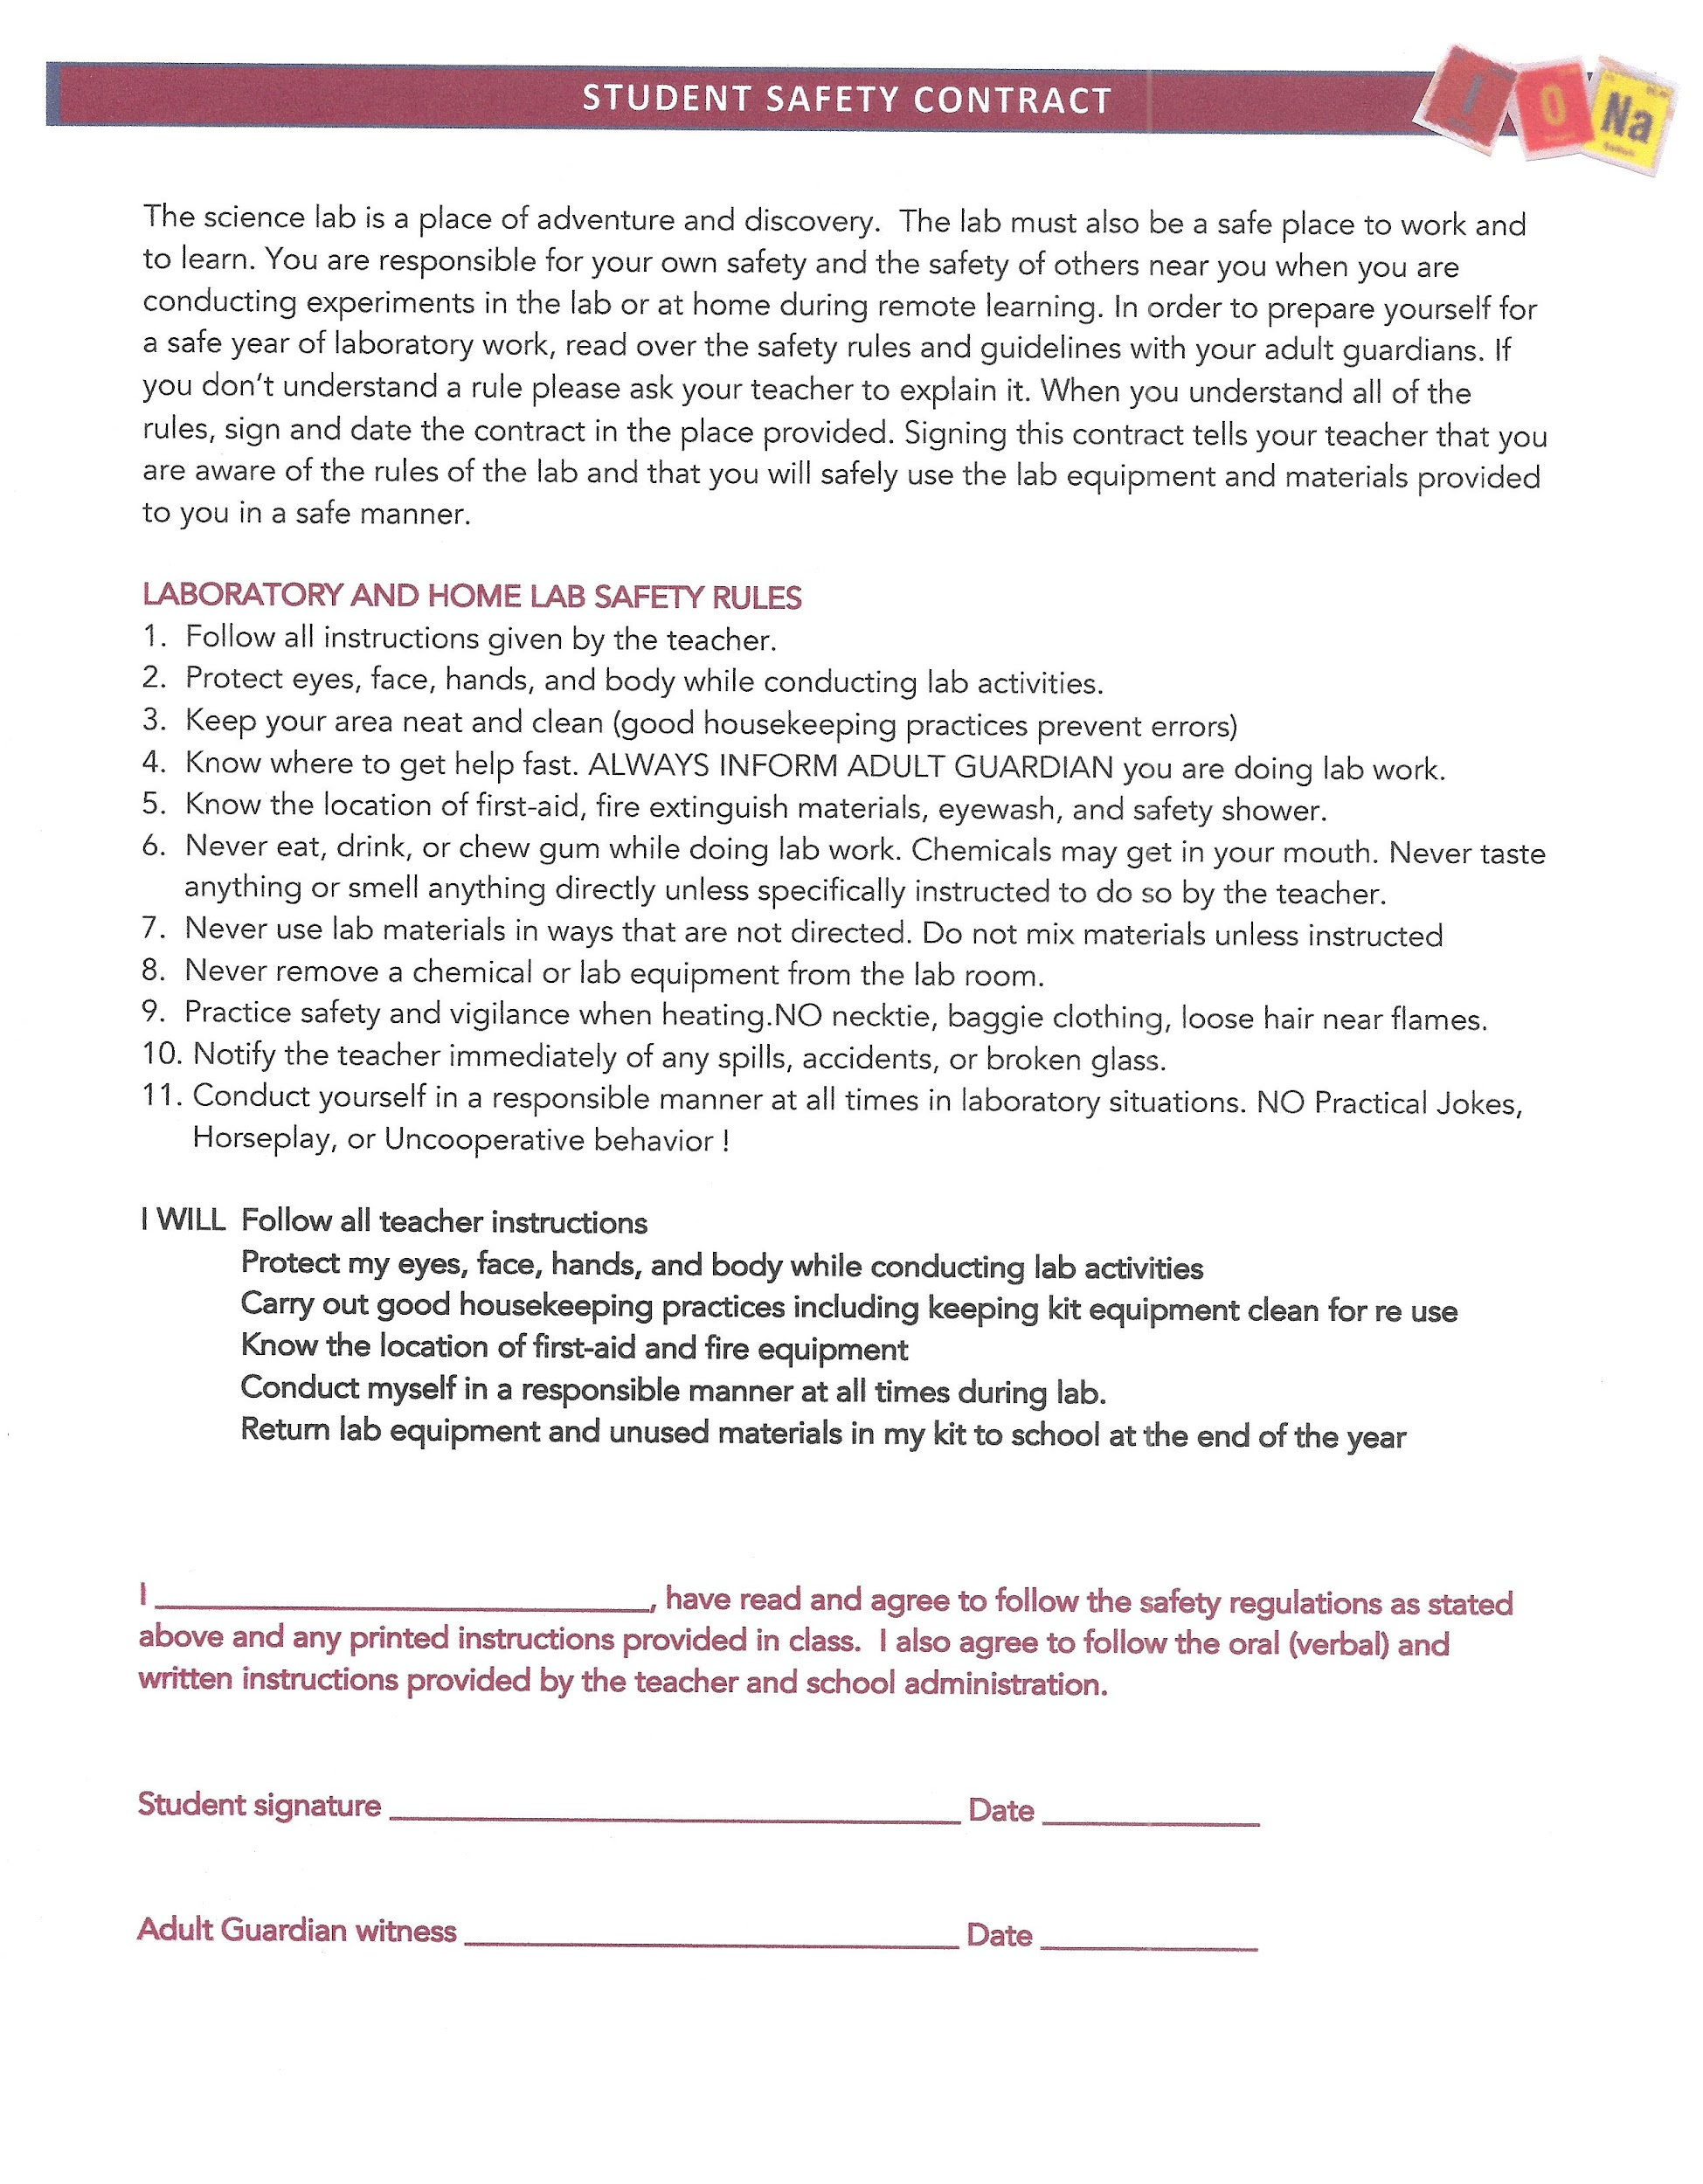 STUDENT SAFETY CONTRACT
I O Na
The science lab is a place of adventure and discovery.  The lab must also be a safe place to work and
to learn. You are responsible for your own safety and the safety of others near you when you are
conducting experiments in the lab or at home during remote learning. In order to prepare yourself for
a safe year of laboratory work, read over the safety rules and guidelines with your adult guardians. If
you don't understand a rule please ask your teacher to explain it. When you understand all of the
rules, sign and date the contract in the place provided. Signing this contract tells your teacher that you
are aware of the rules of the lab and that you will safely use the lab equipment and materials provided
to you in a safe manner.
LABORATORY AND HOME LAB SAFETY RULES
1. Follow all instructions given by the teacher.
2. Protect eyes, face, hands, and body while conducting lab activities.
3. Keep your area neat and clean (good housekeeping practices prevent errors)
4. Know where to get help fast. ALWAYS INFORM ADULT GUARDIAN you are doing lab work.
5. Know the location of first-aid, fire extinguish materials, eyewash, and safety shower.
6. Never eat, drink, or chew gum while doing lab work. Chemicals may get in your mouth. Never taste
anything or smell anything directly unless specifically instructed to do so by the teacher.
7. Never use lab materials in ways that are not directed. Do not mix materials unless instructed
8. Never remove a chemical or lab equipment from the lab room.
9. Practice safety and vigilance when heating.NO necktie, baggie clothing, loose hair near flames.
10. Notify the teacher immediately of any spills, accidents, or broken glass.
11. Conduct yourself in a responsible manner at all times in laboratory situations. NO Practical Jokes,
Horseplay, or Uncooperative behavior !
I WILL Follow all teacher instructions
Protect my eyes, face, hands, and body while conducting lab activities
Carry out good housekeeping practices including keeping kit equipment clean for re use
Know the location of first-aid and fire equipment
Conduct myself in a responsible manner at all times during lab.
Return lab equipment and unused materials in my kit to school at the end of the year
I ______________________________, have read and agree to follow the safety regulations as stated
above and any printed instructions provided in class.  I also agree to follow the oral (verbal) and
written instructions provided by the teacher and school administration.
Student signature ___________________________________ Date _____________
Adult Guardian witness ______________________________ Date _____________